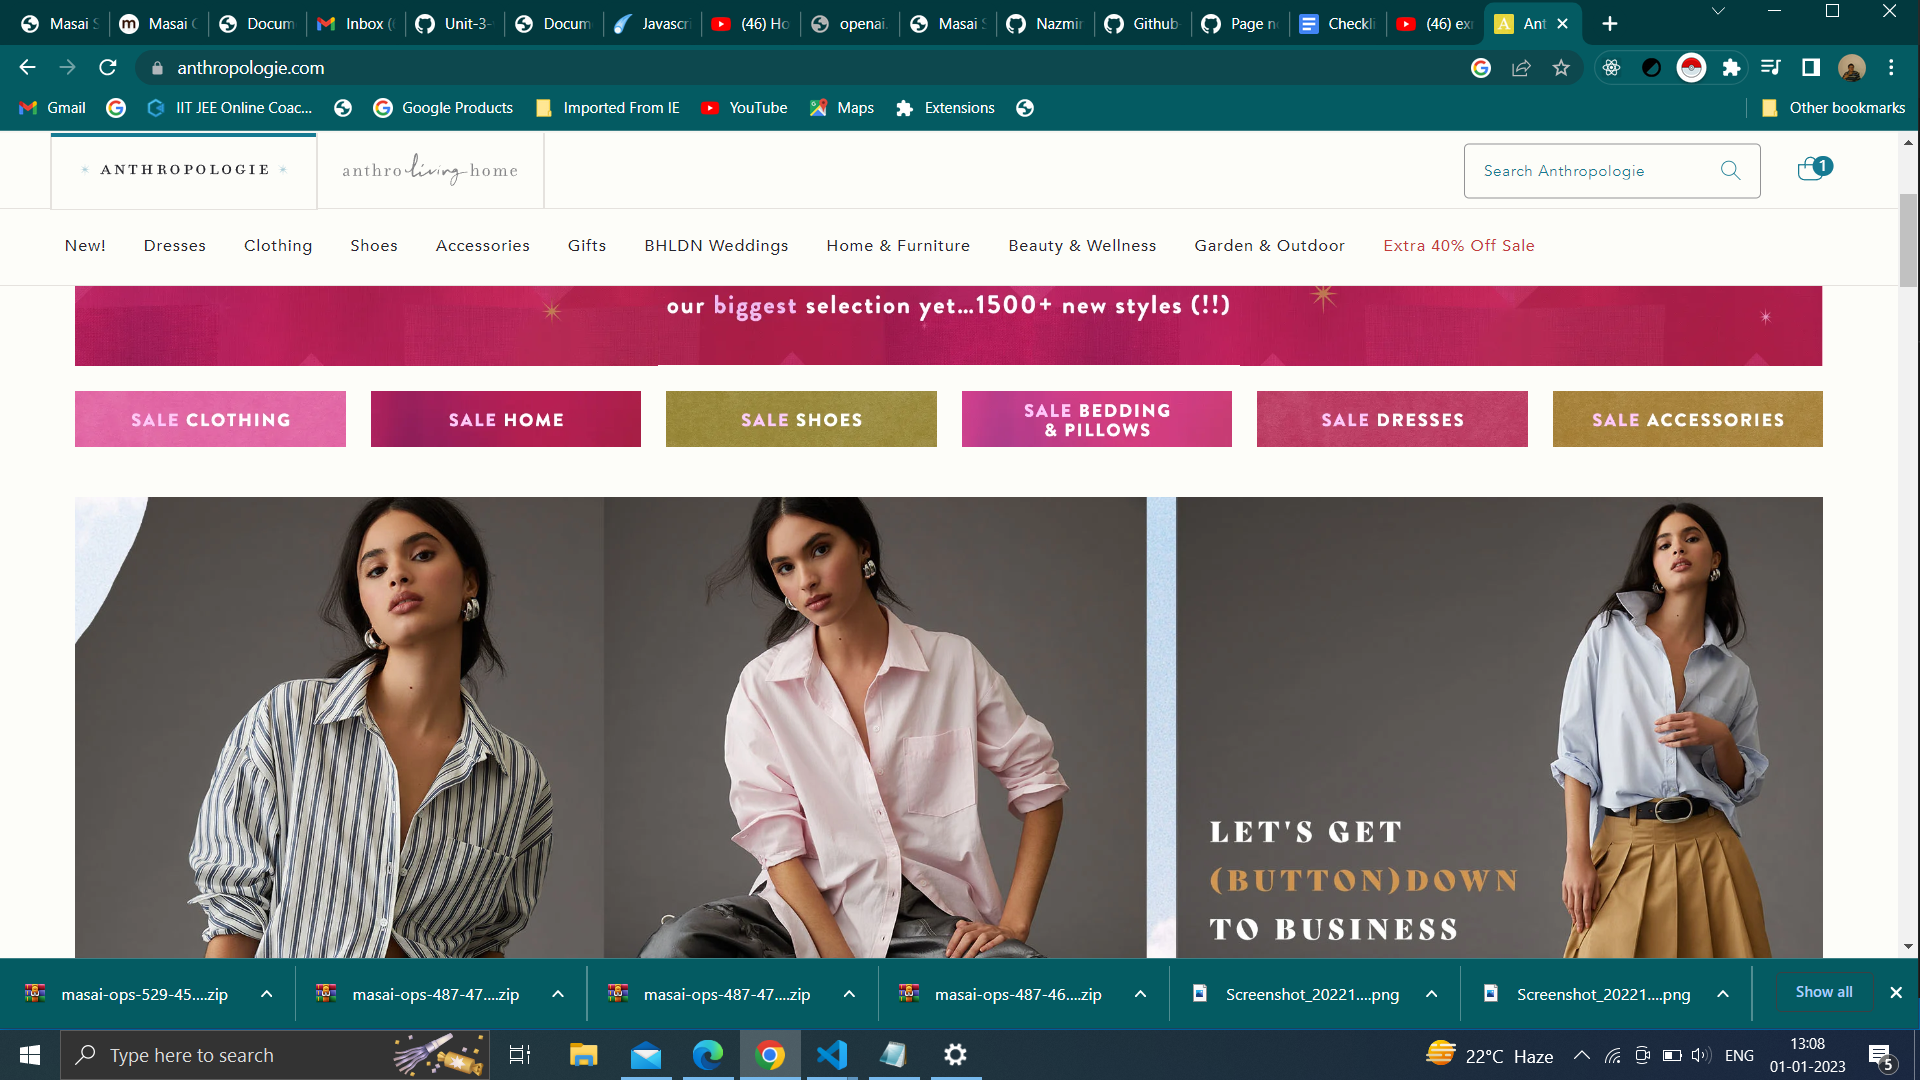 Masai S
Masai C
Docum
Inbox (
Unit-3-
Docum
Javascri
(46) Ho
openai.
Masai S
Nazmir
Github-
Page no
Checkli
(46) exp
Ant
anthropologie.com
Gmail
IIT JEE Online Coac...
Google Products
Imported From IE
YouTube
Maps
Extensions
Other bookmarks
ANTHROPOLOGIE
anthro living home
Search Anthropologie
1
New!
Dresses
Clothing
Shoes
Accessories
Gifts
BHLDN Weddings
Home & Furniture
Beauty & Wellness
Garden & Outdoor
Extra 40% Off Sale
our biggest selection yet...1500+ new styles (!!)
SALE CLOTHING
SALE HOME
SALE SHOES
SALE BEDDING
& PILLOWS
SALE DRESSES
SALE ACCESSORIES
LET'S GET
(BUTTON)DOWN
TO BUSINESS
masai-ops-529-45....zip
masai-ops-487-47....zip
masai-ops-487-47....zip
masai-ops-487-46....zip
Screenshot_20221....png
Screenshot_20221....png
Show all
Type here to search
22°C Haze
ENG
13:08
01-01-2023
5